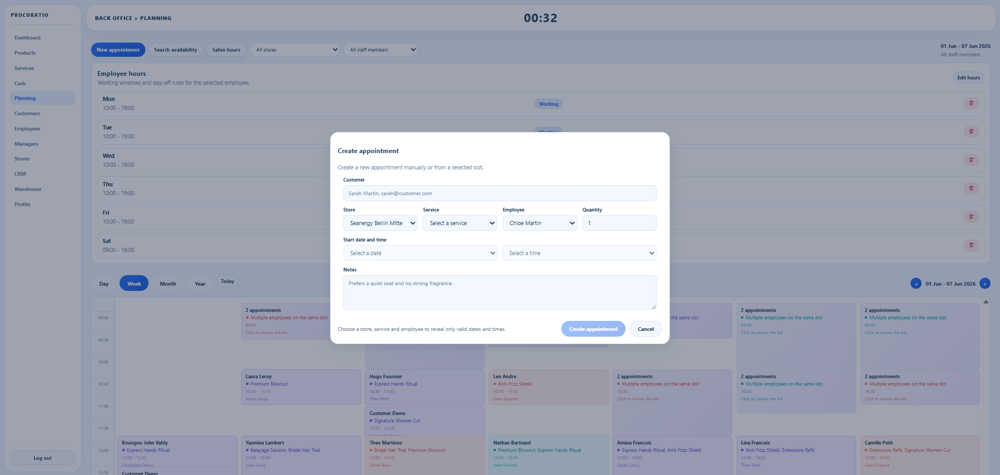 PROCURATIO
Dashboard
Products
Services
Cash
Planning
Customers
Employees
Managers
Stores
CRM
Warehouse
Profile
Log out
BACK OFFICE > PLANNING
00:32
New appointment
Search availability
Salon hours
All stores
All staff members
01 Jun - 07 Jun 2026
All staff members
Employee hours
Working windows and day-off rules for the selected employee.
Edit hours
Mon
10:00 - 19:00
Working
Tue
10:00 - 19:00
Working
Wed
10:00 - 19:00
Thu
10:00 - 19:00
Fri
10:00 - 19:00
Sat
09:00 - 16:00
Create appointment
Create a new appointment manually or from a selected slot.
Customer
Sarah Martin, sarah@customer.com
Store
Service
Employee
Quantity
Seanergy Berlin Mitte
Select a service
Chloe Martin
1
Start date and time
Select a date
Select a time
Notes
Prefers a quiet seat and no strong fragrance.
Choose a store, service and employee to reveal only valid dates and times.
Create appointment
Cancel
Day
Week
Month
Year
Today
<
01 Jun - 07 Jun 2026
>
09:00
09:30
10:00
10:30
11:00
11:30
12:00
12:30
Boungou John Valdy
Express Hands Ritual
12:00 - 12:25
Employee Demo
Customer Demo
2 appointments
Multiple employees on the same slot
09:00
Click to review the list
Laura Leroy
Premium Blowout
10:30 - 11:10
Sarah Leroy
Yasmine Lambert
Balayage Session, Bridal Hair Trial
12:00 - 16:00
Jade Leroy
Hugo Fournier
Express Hands Ritual
10:30 - 11:00
Theo Petit
Customer Demo
Signature Women Cut
11:20 - 12:20
Employee Demo
Theo Martinez
Bridal Hair Trial, Premium Blowout
12:00 - 14:10
Olivia Roux
Leo Andre
Anti-Frizz Shield
10:30 - 11:05
Liam Dupont
Nathan Bertrand
Premium Blowout, Express Hands Ritual
12:00 - 13:05
Jade Vincent
the same slot
2 appointments
Multiple employees on the same slot
10:30
Click to review the list
Amina Francois
Express Hands Ritual, Anti-Frizz Shield
12:00 - 13:00
Sarah Leroy
2 appointments
Multiple employees on the same slot
09:00
Click to review the list
2 appointments
Multiple employees on the same slot
10:30
Click to review the list
Lina Francois
Anti-Frizz Shield, Extensions Refit
12:00 - 14:05
Theo Petit
2 appointments
Multiple employees on the same slot
09:00
Click to review the list
2 appointments
Multiple employees on the same slot
10:30
Click to review the list
Camille Petit
Extensions Refit, Signature Women Cut
12:00 - 14:30
Liam Dupont